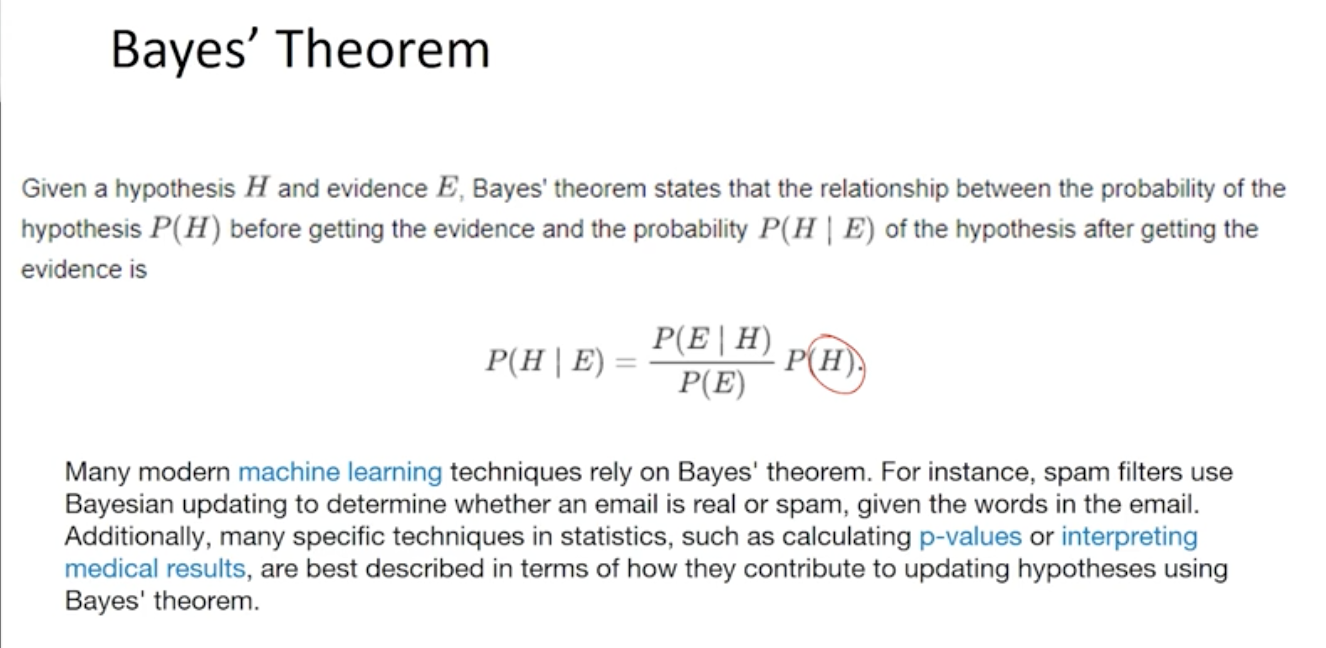 Bayes’ Theorem
Given a hypothesis H and evidence E, Bayes' theorem states that the relationship between the probability of the
hypothesis P(H) before getting the evidence and the probability P(H | E) of the hypothesis after getting the
evidence is
P(H | E) = P(E | H) / P(E) P(H).
Many modern machine learning techniques rely on Bayes' theorem. For instance, spam filters use
Bayesian updating to determine whether an email is real or spam, given the words in the email.
Additionally, many specific techniques in statistics, such as calculating p-values or interpreting
medical results, are best described in terms of how they contribute to updating hypotheses using
Bayes' theorem.